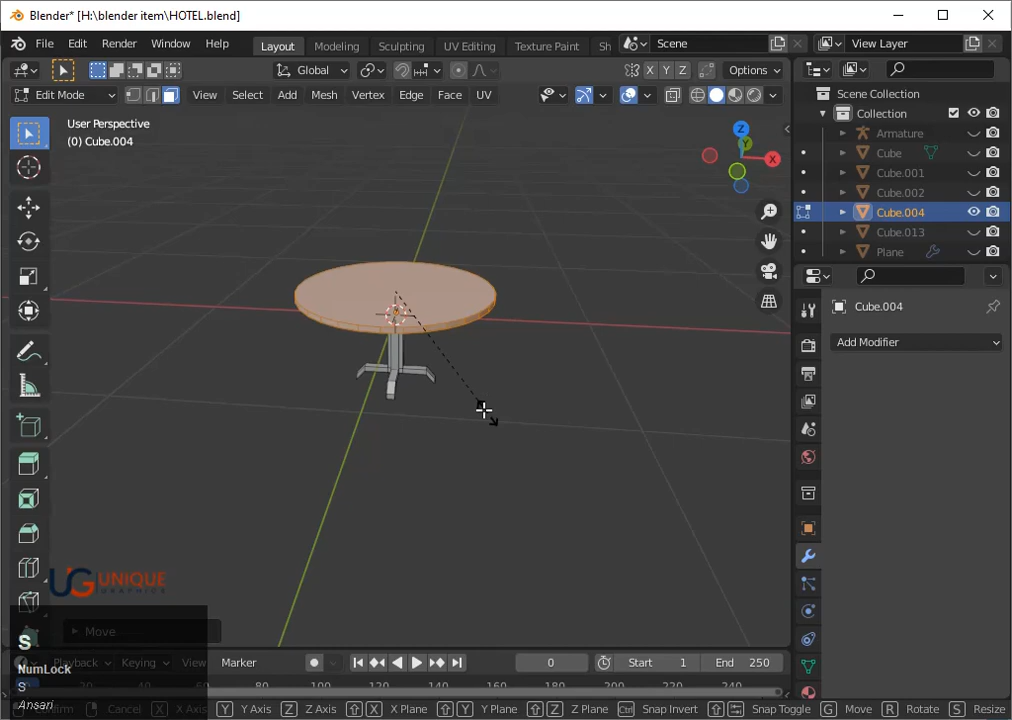 Blender* [H:\blender item\HOTEL.blend]
File Edit Render Window Help Layout Modeling Sculpting UV Editing Texture Paint Sh Scene View Layer
Global X Y Z Options
Edit Mode View Select Add Mesh Vertex Edge Face UV
User Perspective
(0) Cube.004
Z
Y
X
Scene Collection
Collection
Armature
Cube
Cube.001
Cube.002
Cube.004
Cube.013
Plane
Cube.004
Add Modifier
UG UNIQUE
GRAPHICS
Move
S
NumLock
S
Ansari
Playback Keying View Marker 0 Start 1 End 250
80 100 120 140 160 180 200 220 240
Confirm Cancel X X Axis Y Y Axis Z Z Axis X X Plane Y Y Plane Z Z Plane Ctrl Snap Invert Snap Toggle G Move R Rotate S Resize